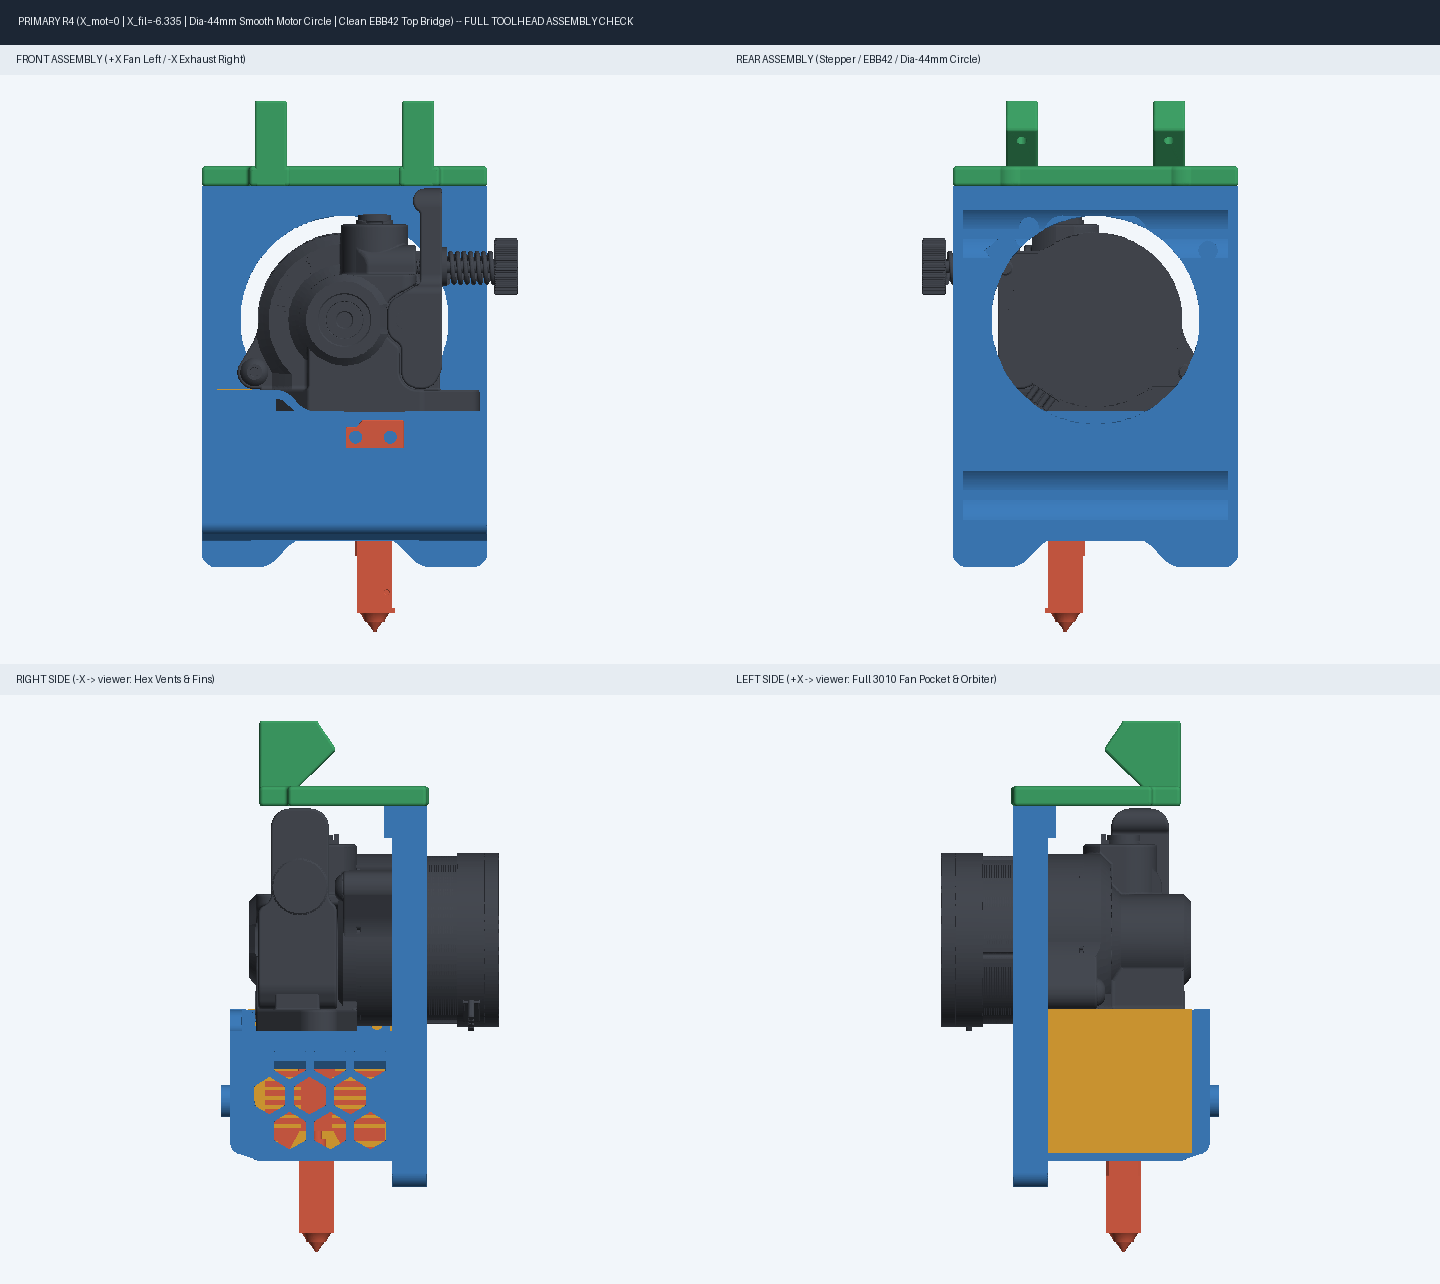 PRIMARY R4 (X_mot=0 | X_fil=-6.335 | Dia-44mm Smooth Motor Circle | Clean EBB42 Top Bridge) -- FULL TOOLHEAD ASSEMBLY CHECK
FRONT ASSEMBLY (+X Fan Left / -X Exhaust Right)
REAR ASSEMBLY (Stepper / EBB42 / Dia-44mm Circle)
RIGHT SIDE (-X -> viewer: Hex Vents & Fins)
LEFT SIDE (+X -> viewer: Full 3010 Fan Pocket & Orbiter)